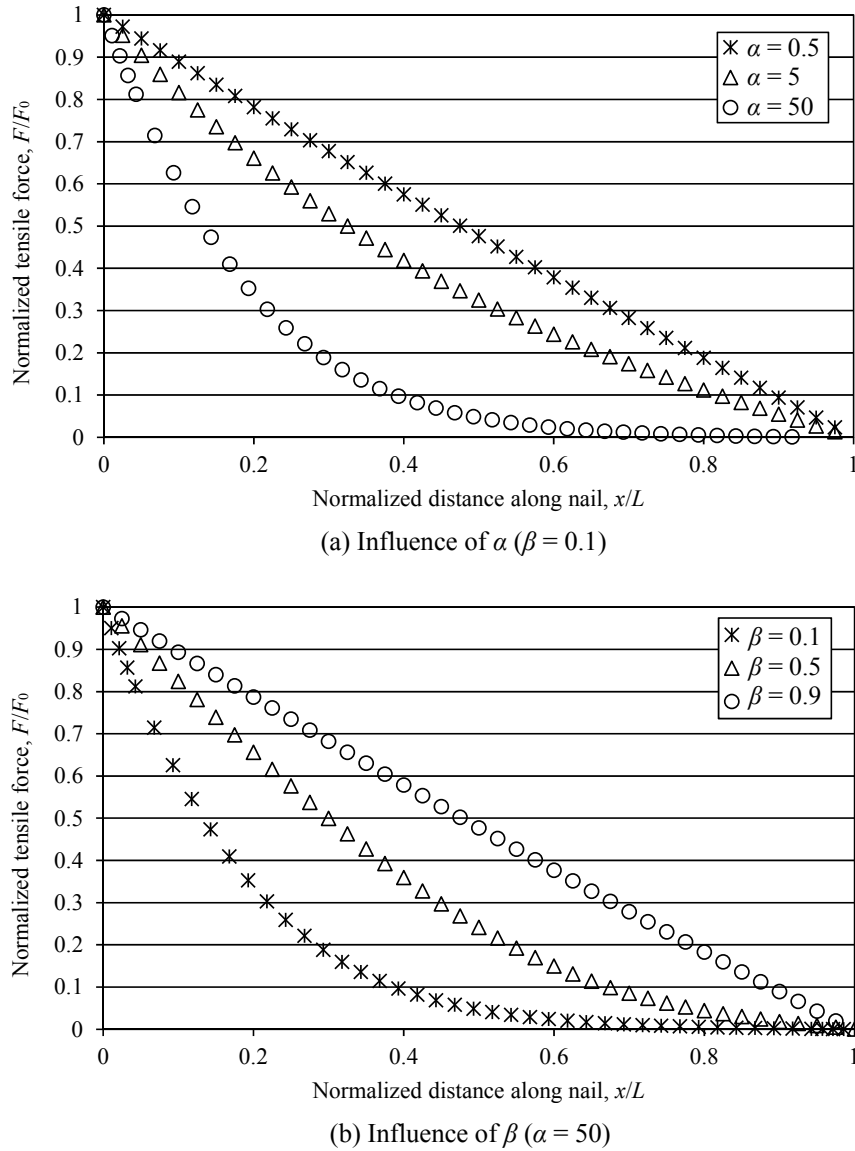 1
0.9
0.8
0.7
0.6
0.5
0.4
0.3
0.2
0.1
0
Normalized tensile force, F/F0
α = 0.5
α = 5
α = 50
0 0.2 0.4 0.6 0.8 1
Normalized distance along nail, x/L
(a) Influence of α (β = 0.1)
1
0.9
0.8
0.7
0.6
0.5
0.4
0.3
0.2
0.1
0
Normalized tensile force, F/F0
β = 0.1
β = 0.5
β = 0.9
0 0.2 0.4 0.6 0.8 1
Normalized distance along nail, x/L
(b) Influence of β (α = 50)